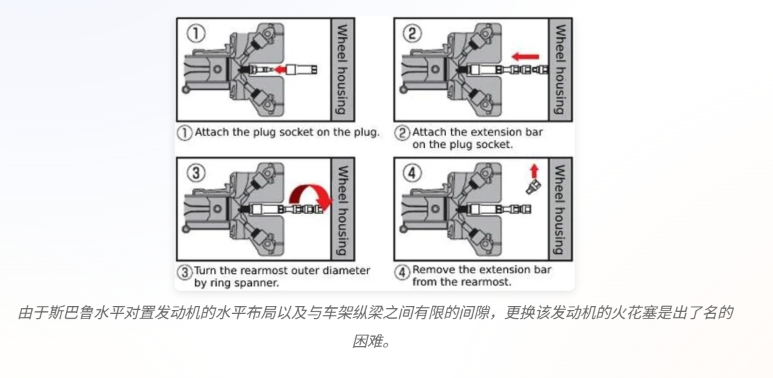 ①
Wheel housing
②
Wheel housing
① Attach the plug socket on the plug.
② Attach the extension bar
on the plug socket.
③
Wheel housing
④
Wheel housing
③ Turn the rearmost outer diameter
by ring spanner.
④ Remove the extension bar
from the rearmost.
由于斯巴鲁水平对置发动机的水平布局以及与车架纵梁之间有限的间隙，更换该发动机的火花塞是出了名的
困难。